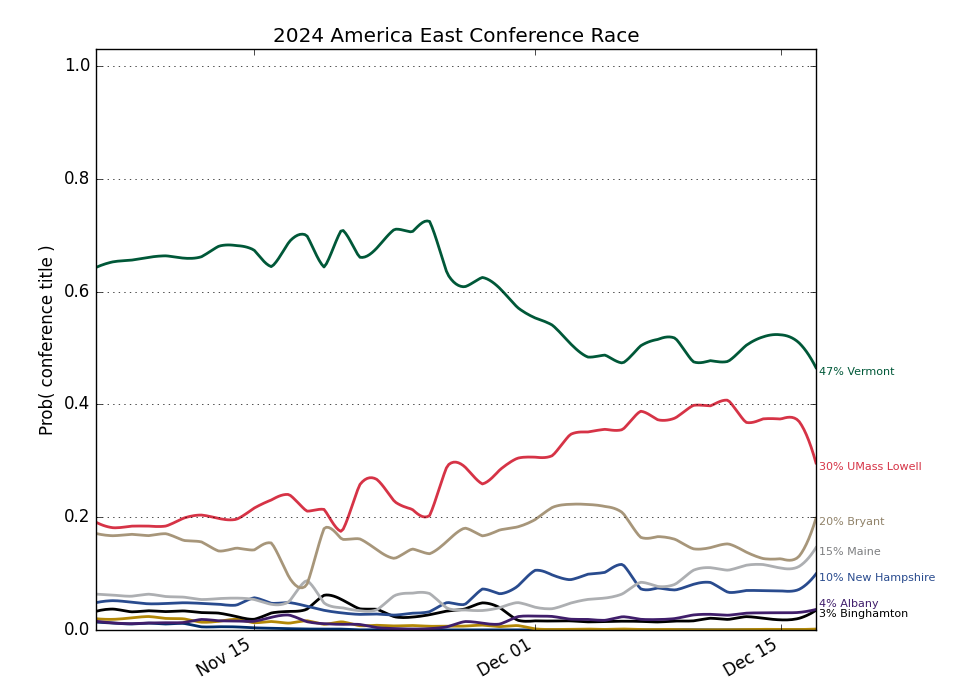 2024 America East Conference Race
Prob( conference title )
1.0
0.8
0.6
0.4
0.2
0.0
Nov 15
Dec 01
Dec 15
47% Vermont
30% UMass Lowell
20% Bryant
15% Maine
10% New Hampshire
4% Albany
3% Binghamton